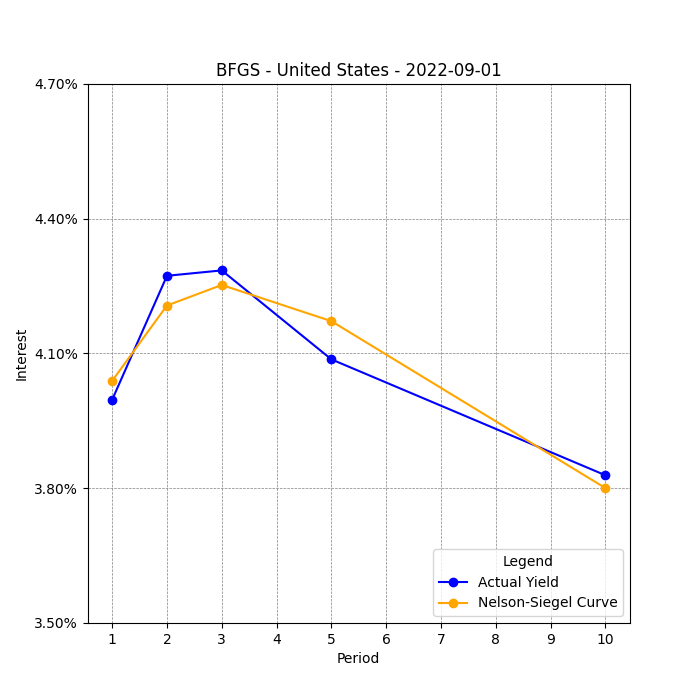 BFGS - United States - 2022-09-01
4.70%
4.40%
4.10%
3.80%
3.50%
Interest
1 2 3 4 5 6 7 8 9 10
Period
Legend
Actual Yield
Nelson-Siegel Curve